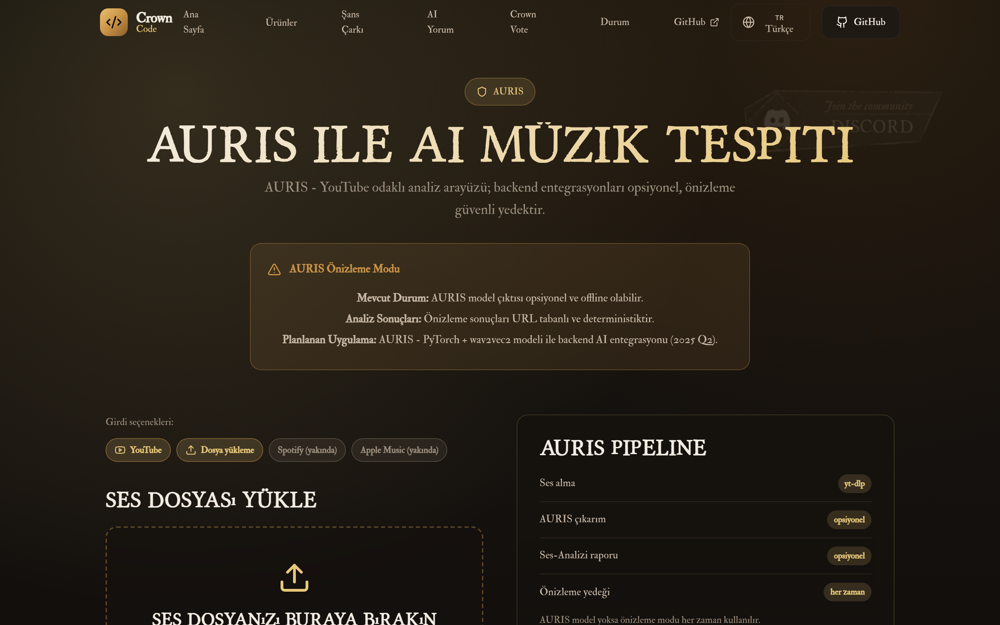 Crown
Code
Ana
Sayfa
Ürünler
Şans
Çarkı
AI
Yorum
Crown
Vote
Durum
GitHub
TR
Türkçe
GitHub
AURIS
Join the community
DISCORD
AURIS ILE AI MÜZIK TESPITI
AURIS - YouTube odaklı analiz arayüzü; backend entegrasyonları opsiyonel, önizleme
güvenli yedektir.
AURIS Önizleme Modu
Mevcut Durum: AURIS model çıktısı opsiyonel ve offline olabilir.
Analiz Sonuçları: Önizleme sonuçları URL tabanlı ve deterministiktir.
Planlanan Uygulama: AURIS - PyTorch + wav2vec2 modeli ile backend AI entegrasyonu (2025 Q2).
Girdi seçenekleri:
YouTube
Dosya yükleme
Spotify (yakında)
Apple Music (yakında)
SES DOSYASı YÜKLE
SES DOSYANıZı BURAYA BıRAKıN
AURIS PIPELINE
Ses alma
yt-dlp
AURIS çıkarım
opsiyonel
Ses-Analizi raporu
opsiyonel
Önizleme yedeği
her zaman
AURIS model yoksa önizleme modu her zaman kullanılır.